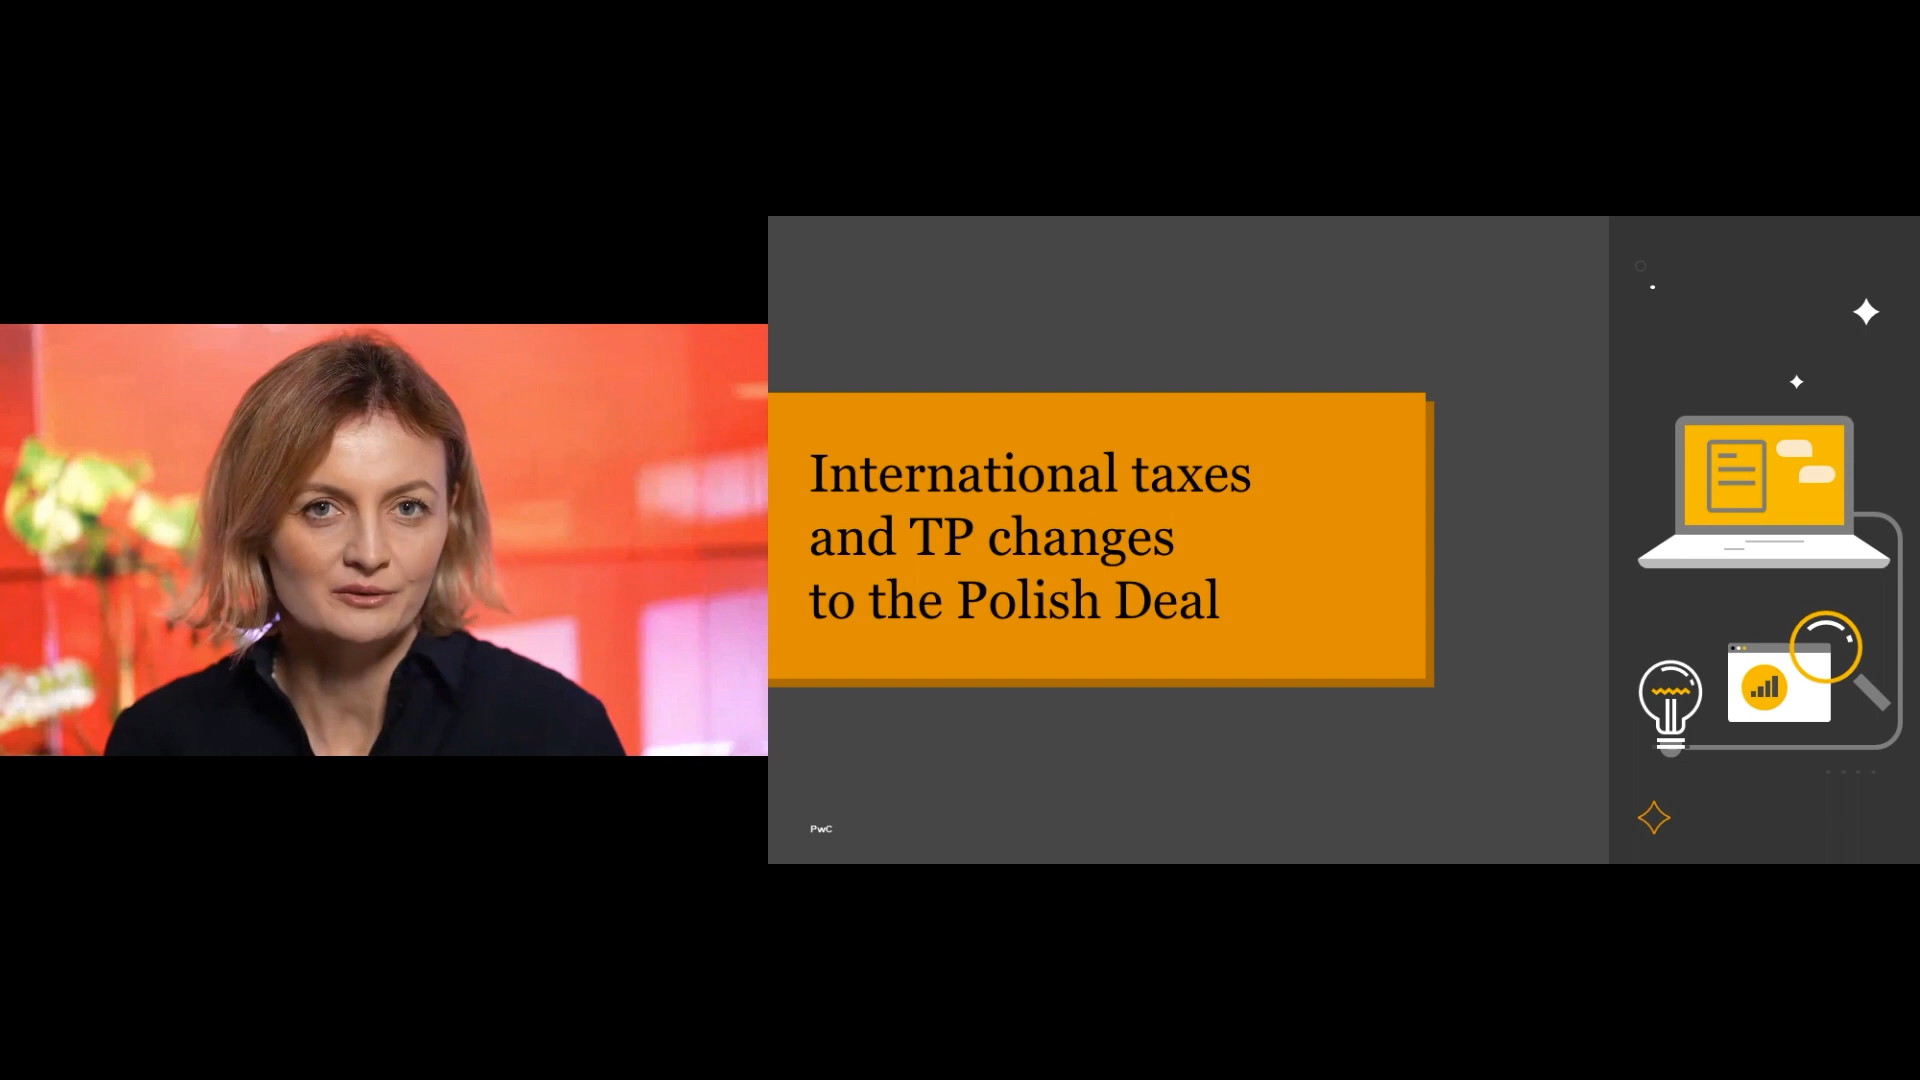 International taxes
and TP changes
to the Polish Deal
PwC